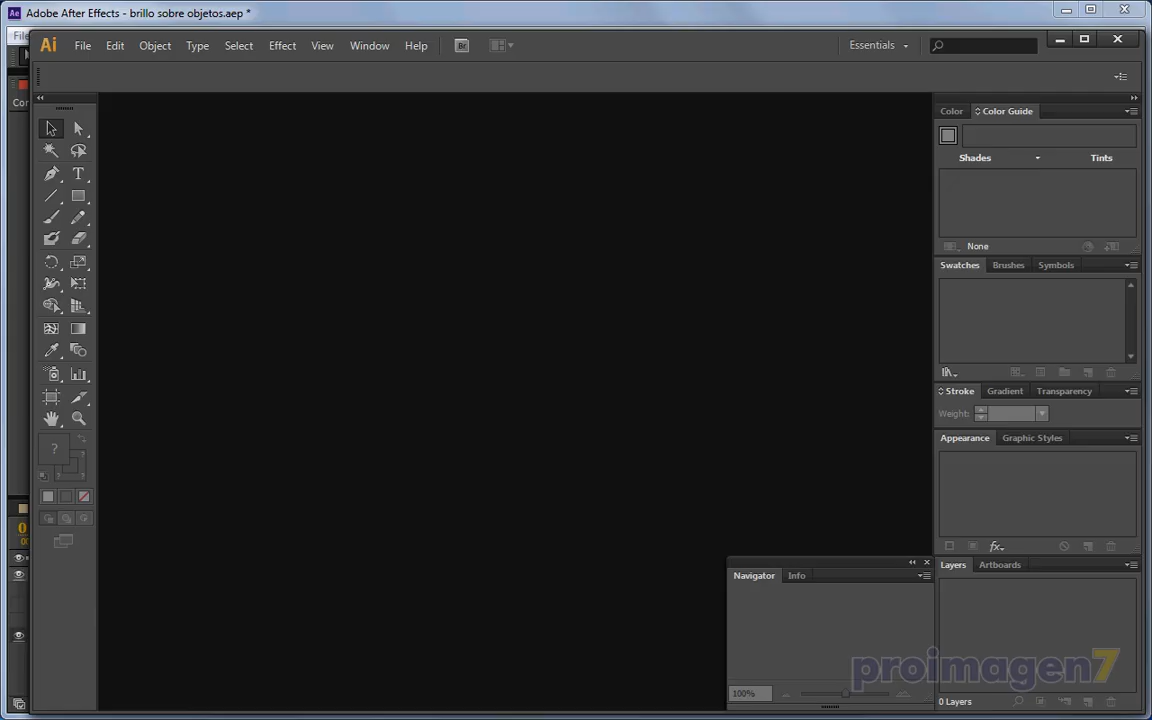 Adobe After Effects - brillo sobre objetos.aep *
Ai File Edit Object Type Select Effect View Window Help Br Essentials
Color Color Guide
Shades Tints
None
Swatches Brushes Symbols
Stroke Gradient Transparency
Weight:
Appearance Graphic Styles
fx
Layers Artboards
Navigator Info
proimagen7
100%
0 Layers